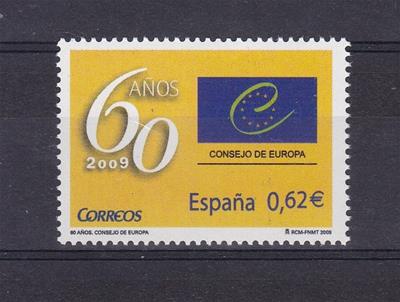 60 AÑOS
2009
CONSEJO DE EUROPA
España 0,62€
CORREOS
60 AÑOS. CONSEJO DE EUROPA
RCM-FNMT 2009